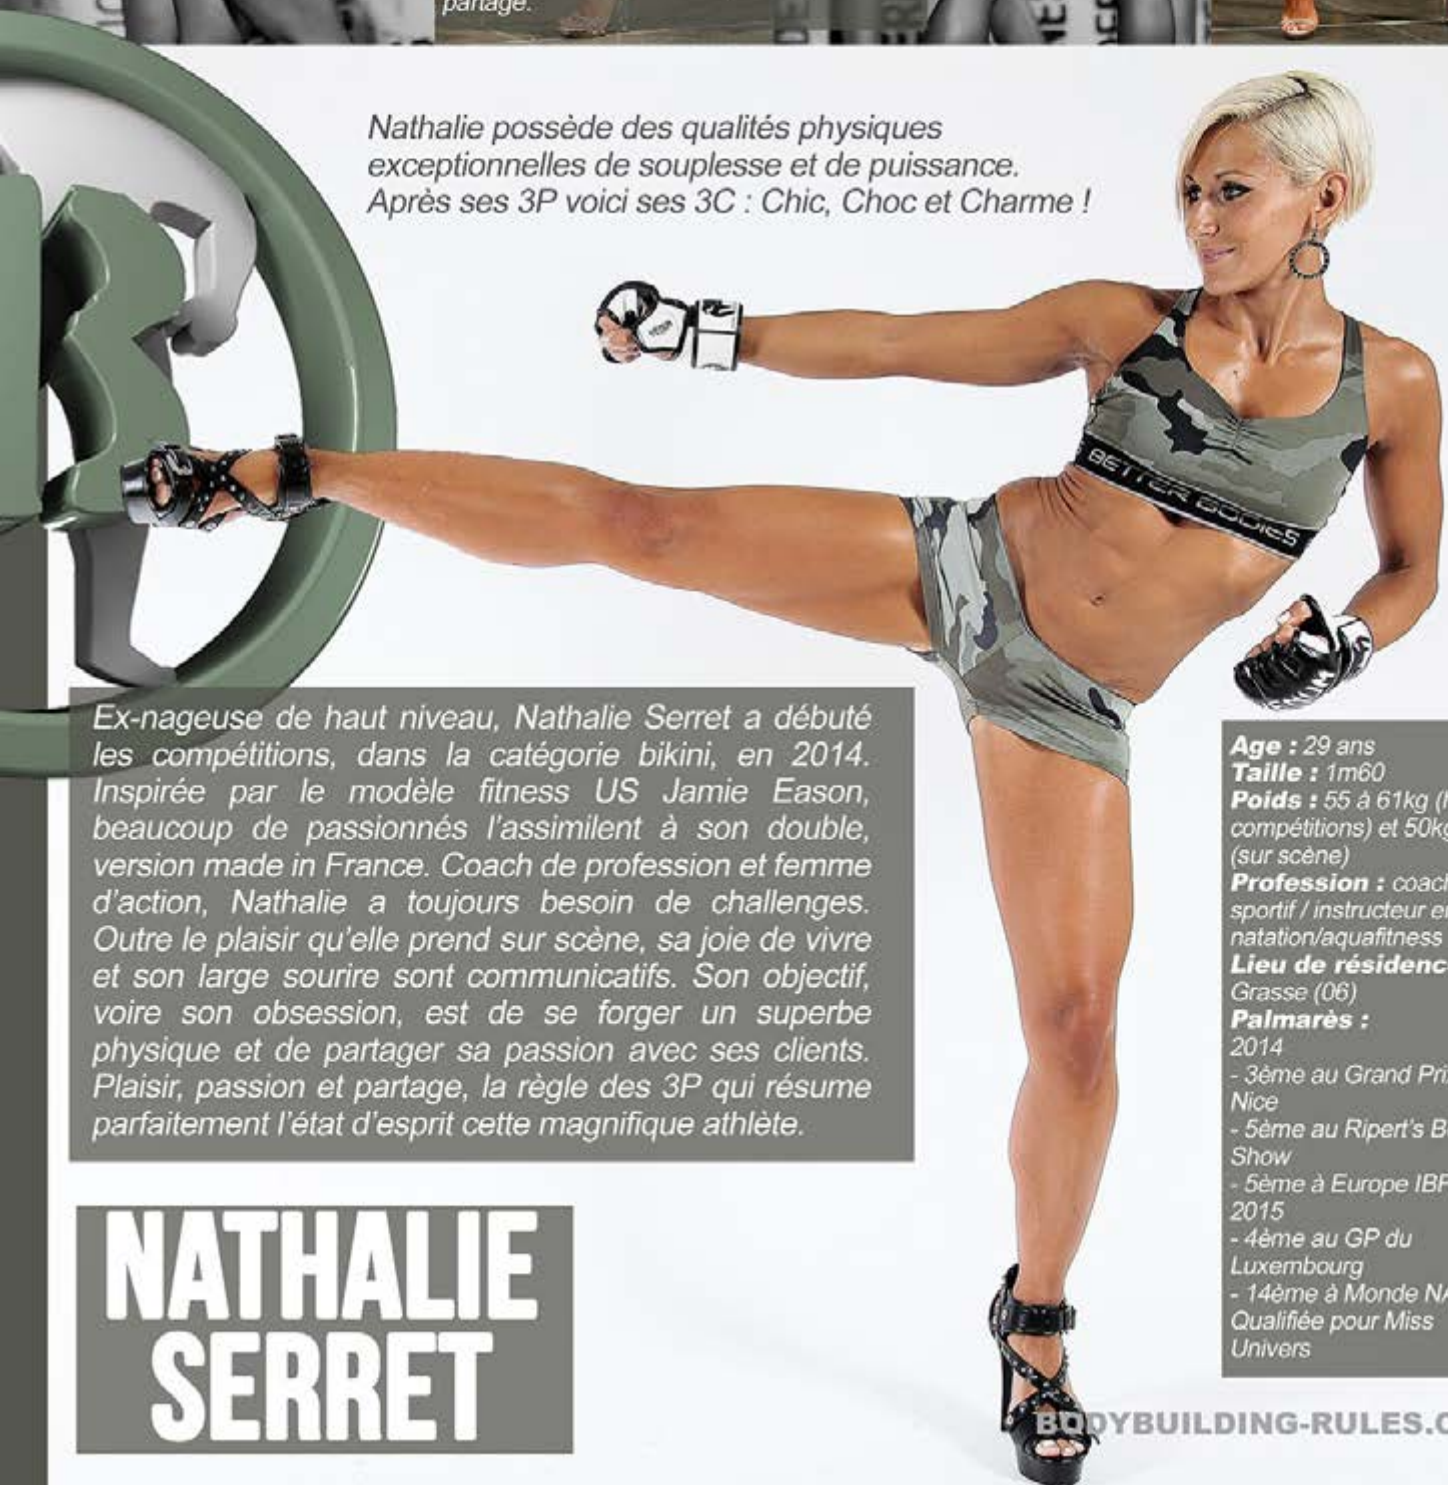 partage.
Nathalie possède des qualités physiques
exceptionnelles de souplesse et de puissance.
Après ses 3P voici ses 3C : Chic, Choc et Charme !
BETTER BODIES
Ex-nageuse de haut niveau, Nathalie Serret a débuté
les compétitions, dans la catégorie bikini, en 2014.
Inspirée par le modèle fitness US Jamie Eason,
beaucoup de passionnés l'assimilent à son double,
version made in France. Coach de profession et femme
d'action, Nathalie a toujours besoin de challenges.
Outre le plaisir qu'elle prend sur scène, sa joie de vivre
et son large sourire sont communicatifs. Son objectif,
voire son obsession, est de se forger un superbe
physique et de partager sa passion avec ses clients.
Plaisir, passion et partage, la règle des 3P qui résume
parfaitement l'état d'esprit cette magnifique athlète.
NATHALIE
SERRET
Age : 29 ans
Taille : 1m60
Poids : 55 à 61kg (
compétitions) et 50kg
(sur scène)
Profession : coach
sportif / instructeur en
natation/aquafitness
Lieu de résidenc
Grasse (06)
Palmarès :
2014
- 3ème au Grand Pri
Nice
- 5ème au Ripert's B
Show
- 5ème à Europe IBF
2015
- 4ème au GP du
Luxembourg
- 14ème à Monde NA
Qualifiée pour Miss
Univers
BODYBUILDING-RULES.C